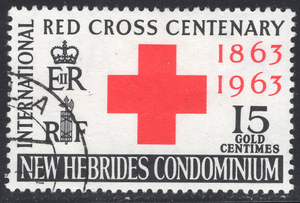 INTERNATIONAL
RED CROSS CENTENARY
1863
1963
EIIR
RF
15
GOLD
CENTIMES
NEW HEBRIDES CONDOMINIUM